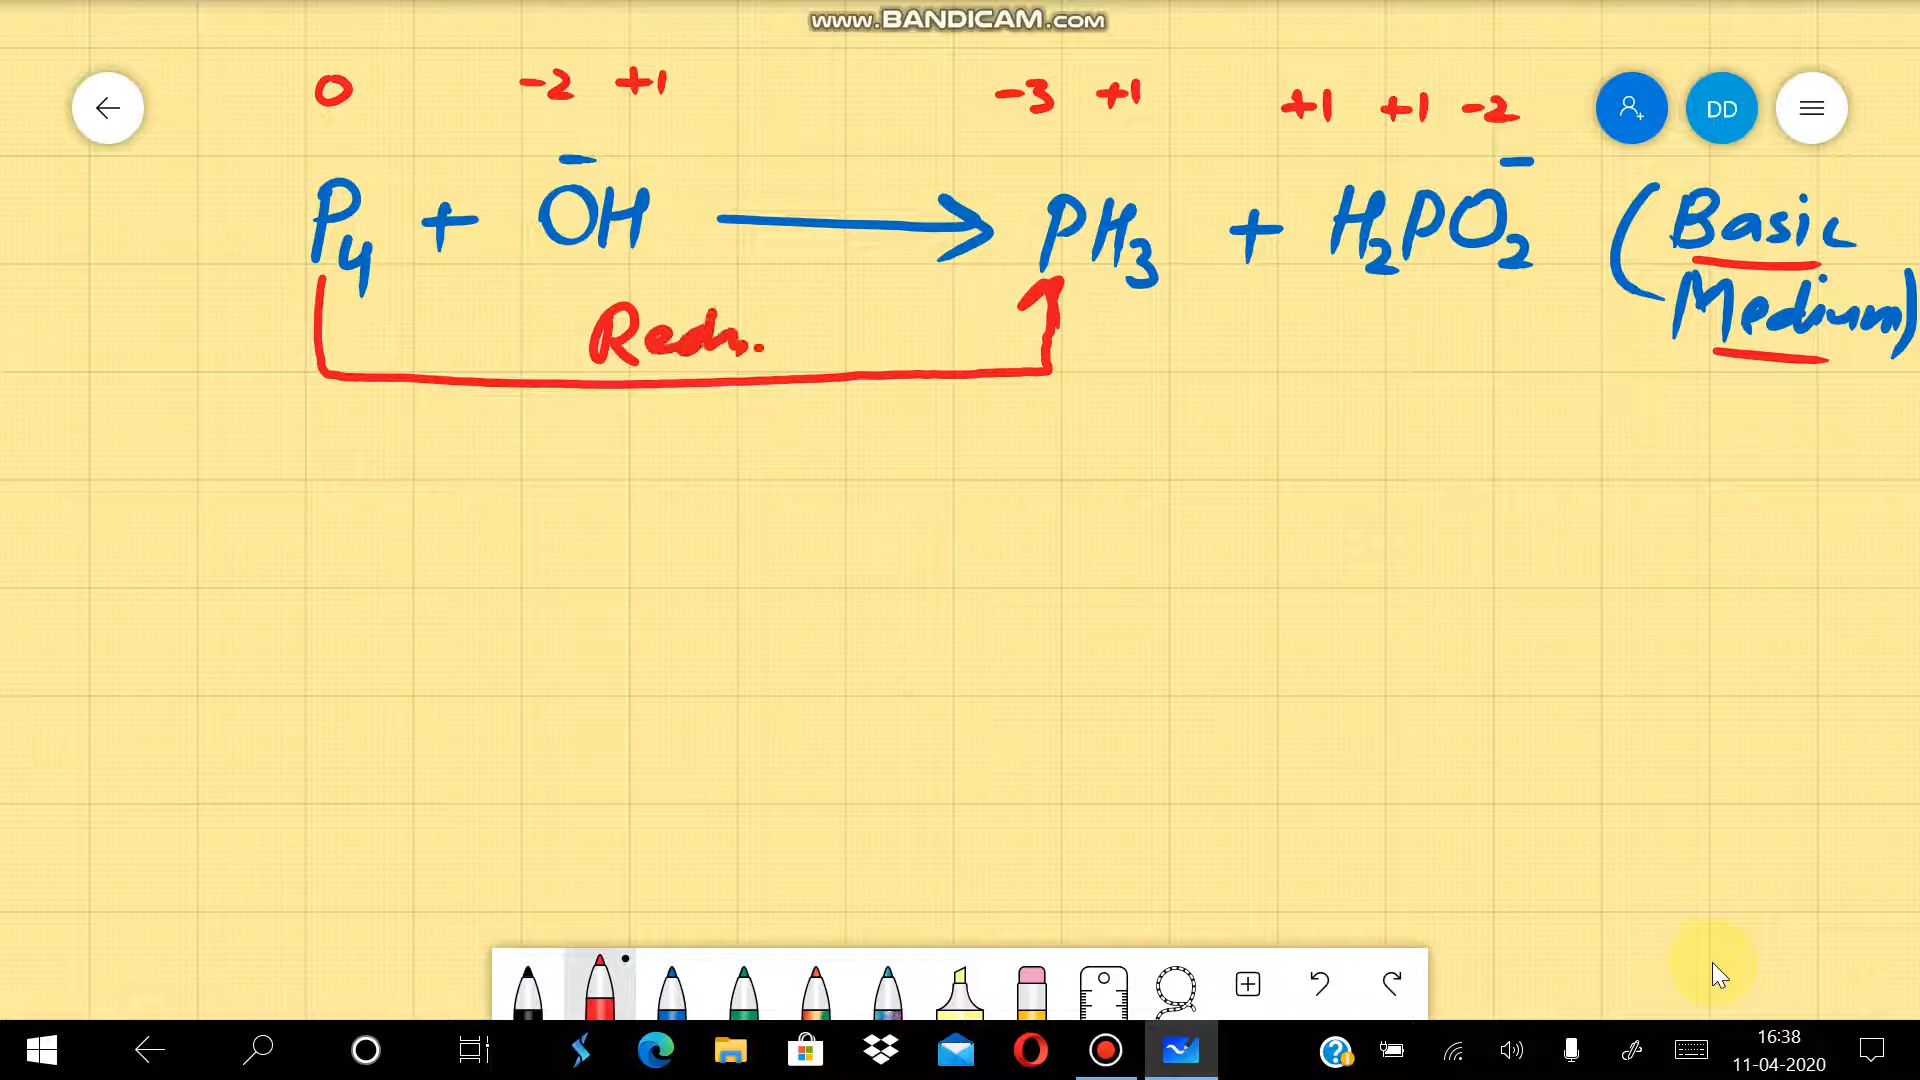 www.BANDICAM.com
0 -2 +1 -3 +1 +1 +1 -2
P₄ + ŌH ⟶ PH₃ + H₂PO₂⁻ (Basic Medium)
Redn.
DD
16:38
11-04-2020